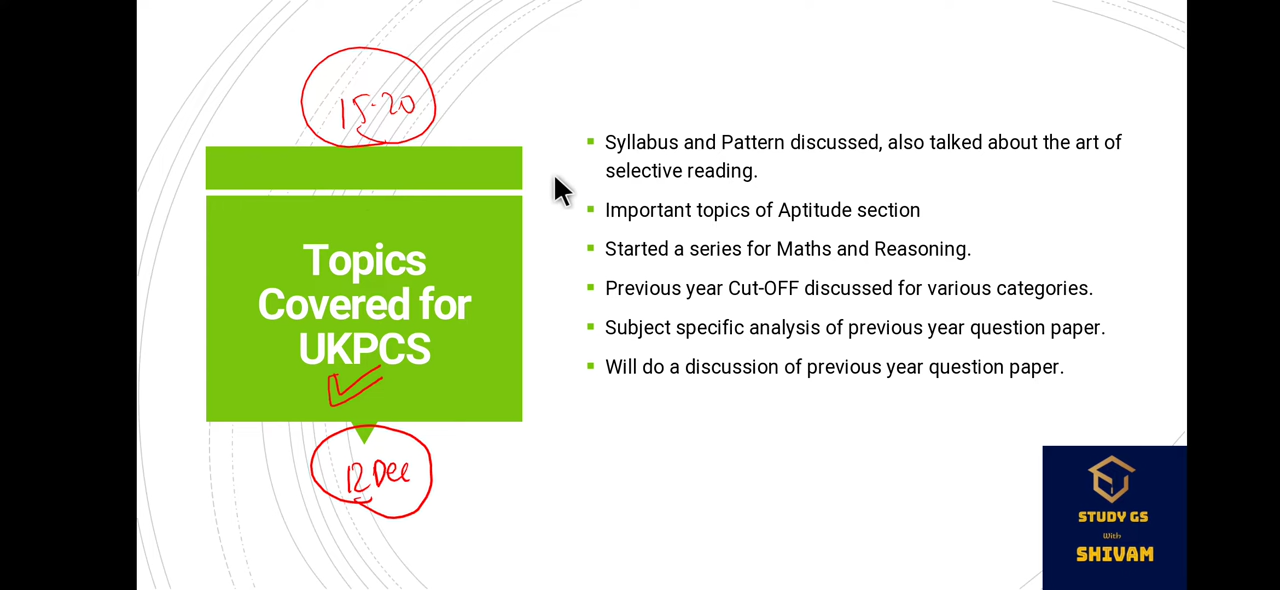 15-20
Topics
Covered for
UKPCS
12 Dec
Syllabus and Pattern discussed, also talked about the art of
selective reading.
Important topics of Aptitude section
Started a series for Maths and Reasoning.
Previous year Cut-OFF discussed for various categories.
Subject specific analysis of previous year question paper.
Will do a discussion of previous year question paper.
STUDY GS
With
SHIVAM